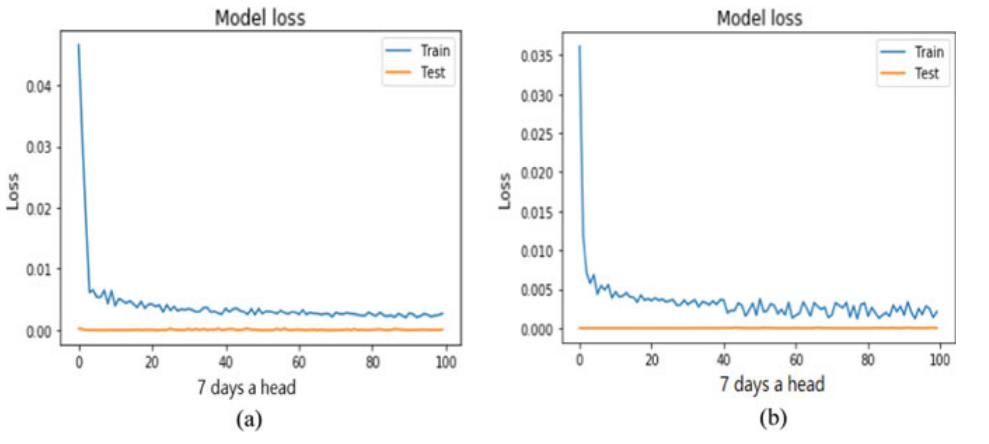 Model loss
Train
Test
0.04
0.03
0.02
0.01
0.00
Loss
0 20 40 60 80 100
7 days a head
(a)
Model loss
Train
Test
0.035
0.030
0.025
0.020
0.015
0.010
0.005
0.000
Loss
0 20 40 60 80 100
7 days a head
(b)